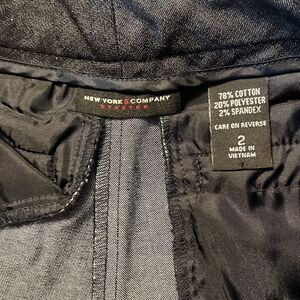 NEW YORK & COMPANY
STRETCH
78% COTTON
20% POLYESTER
2% SPANDEX
CARE ON REVERSE
2
MADE IN
VIETNAM